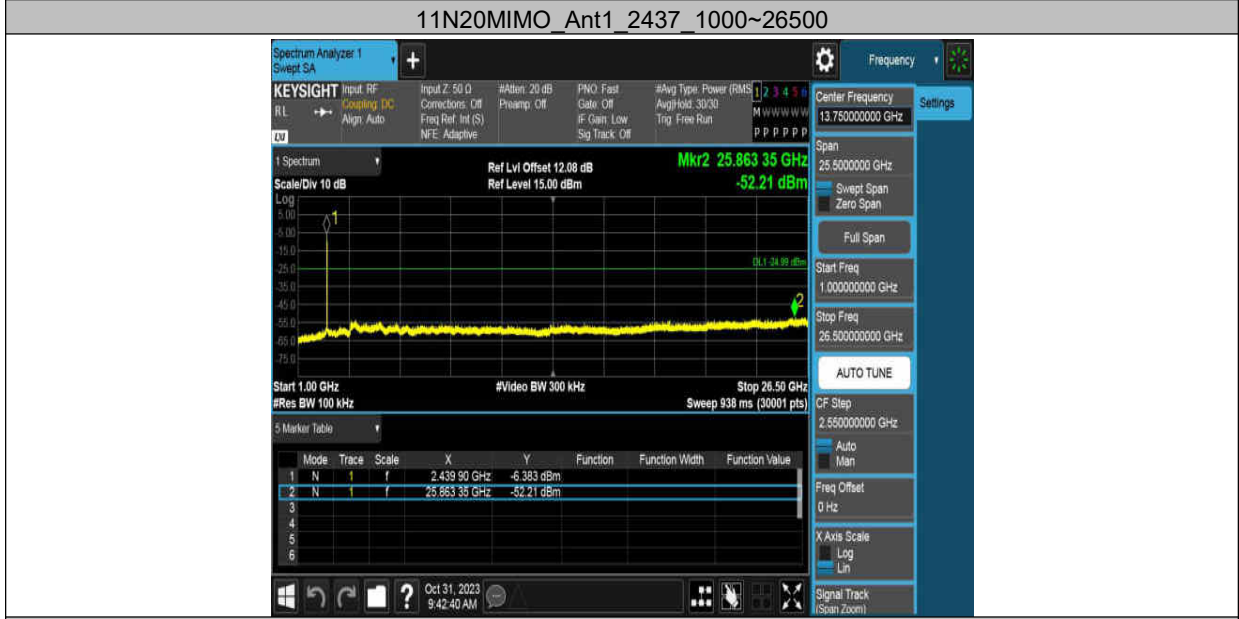 11N20MIMO_Ant1_2437_1000~26500
Spectrum Analyzer 1
Swept SA
+
Frequency
KEYSIGHT
RL
Input: RF
Coupling: DC
Align: Auto
Input Z: 50 Ω
Corrections: Off
Freq Ref: Int (S)
NFE: Adaptive
#Atten: 20 dB
Preamp: Off
PNO: Fast
Gate: Off
IF Gain: Low
Sig Track: Off
#Avg Type: Power (RMS
Avg|Hold: 30/30
Trig: Free Run
1 2 3 4 5 6
M W W W W W
P P P P P P
1 Spectrum
Scale/Div 10 dB
Ref Lvl Offset 12.08 dB
Ref Level 15.00 dBm
Mkr2 25.863 35 GHz
-52.21 dBm
Log
5.00
-5.00
-15.0
-25.0
-35.0
-45.0
-55.0
-65.0
-75.0
1
DL1 -24.99 dBm
2
Start 1.00 GHz
#Res BW 100 kHz
#Video BW 300 kHz
Stop 26.50 GHz
Sweep 938 ms (30001 pts)
5 Marker Table
Mode Trace Scale X Y Function Function Width Function Value
1 N 1 f 2.439 90 GHz -6.383 dBm
2 N 1 f 25.863 35 GHz -52.21 dBm
3
4
5
6
?
Oct 31, 2023
9:42:40 AM
Center Frequency
13.750000000 GHz
Settings
Span
25.5000000 GHz
Swept Span
Zero Span
Full Span
Start Freq
1.000000000 GHz
Stop Freq
26.500000000 GHz
AUTO TUNE
CF Step
2.550000000 GHz
Auto
Man
Freq Offset
0 Hz
X Axis Scale
Log
Lin
Signal Track
(Span Zoom)